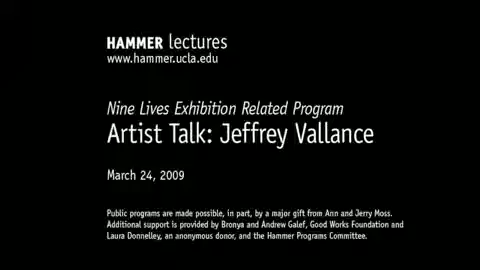 HAMMER lectures
www.hammer.ucla.edu
Nine Lives Exhibition Related Program
Artist Talk: Jeffrey Vallance
March 24, 2009
Public programs are made possible, in part, by a major gift from Ann and Jerry Moss.
Additional support is provided by Bronya and Andrew Galef, Good Works Foundation and
Laura Donnelley, an anonymous donor, and the Hammer Programs Committee.